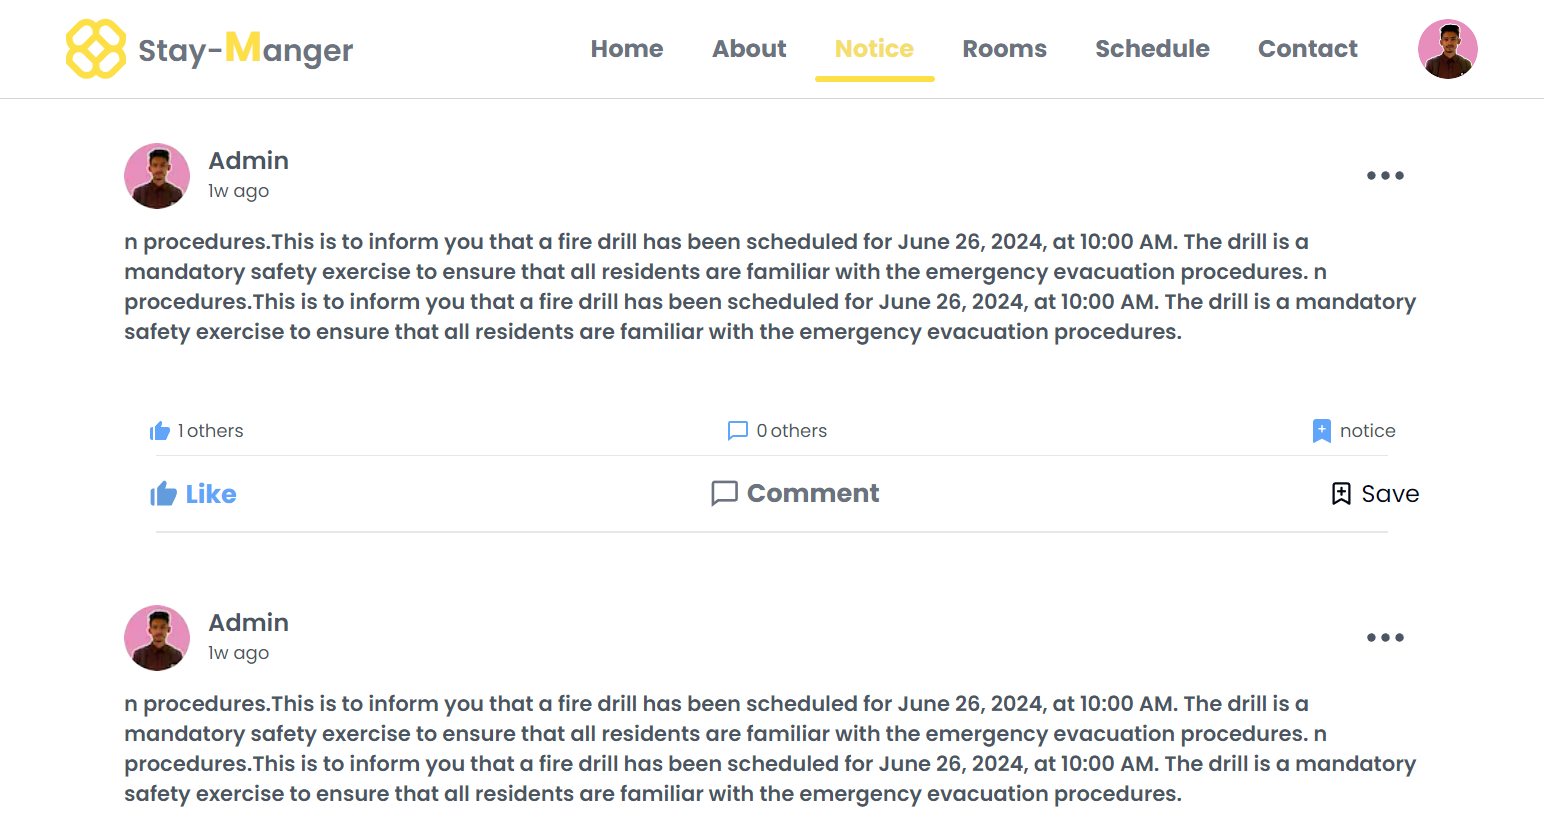 Stay-Manger
Home About Notice Rooms Schedule Contact
Admin
1w ago
n procedures.This is to inform you that a fire drill has been scheduled for June 26, 2024, at 10:00 AM. The drill is a
mandatory safety exercise to ensure that all residents are familiar with the emergency evacuation procedures. n
procedures.This is to inform you that a fire drill has been scheduled for June 26, 2024, at 10:00 AM. The drill is a mandatory
safety exercise to ensure that all residents are familiar with the emergency evacuation procedures.
1 others 0 others notice
Like Comment Save
Admin
1w ago
n procedures.This is to inform you that a fire drill has been scheduled for June 26, 2024, at 10:00 AM. The drill is a
mandatory safety exercise to ensure that all residents are familiar with the emergency evacuation procedures. n
procedures.This is to inform you that a fire drill has been scheduled for June 26, 2024, at 10:00 AM. The drill is a mandatory
safety exercise to ensure that all residents are familiar with the emergency evacuation procedures.